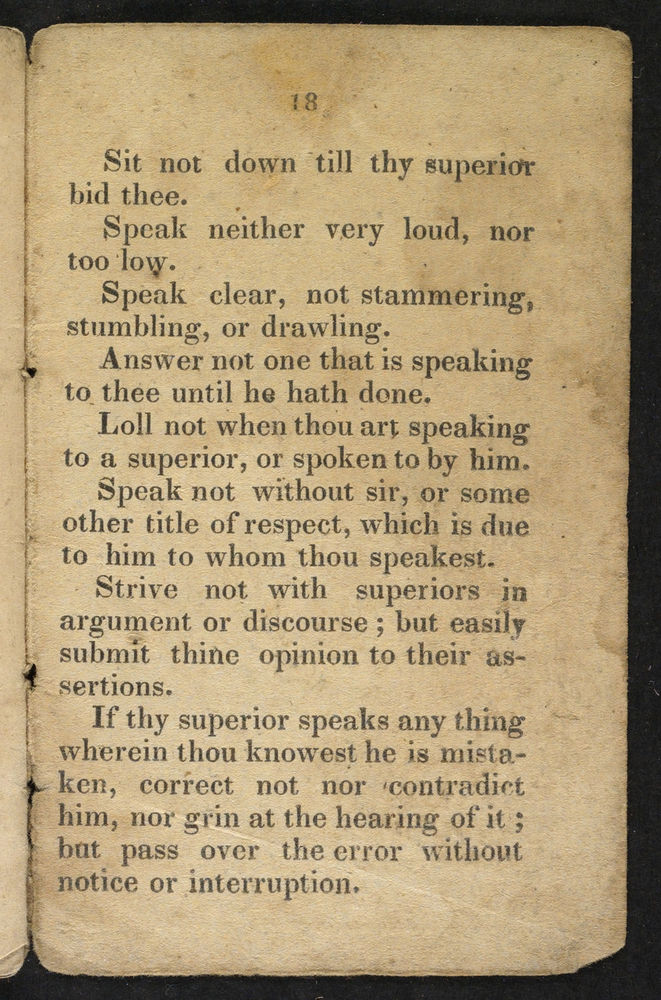 18
Sit not down till thy superior
bid thee.
Speak neither very loud, nor
too low.
Speak clear, not stammering,
stumbling, or drawling.
Answer not one that is speaking
to thee until he hath done.
Loll not when thou art speaking
to a superior, or spoken to by him.
Speak not without sir, or some
other title of respect, which is due
to him to whom thou speakest.
Strive not with superiors in
argument or discourse ; but easily
submit thine opinion to their as-
sertions.
If thy superior speaks any thing
wherein thou knowest he is mista-
ken, correct not nor contradict
him, nor grin at the hearing of it ;
but pass over the error without
notice or interruption.